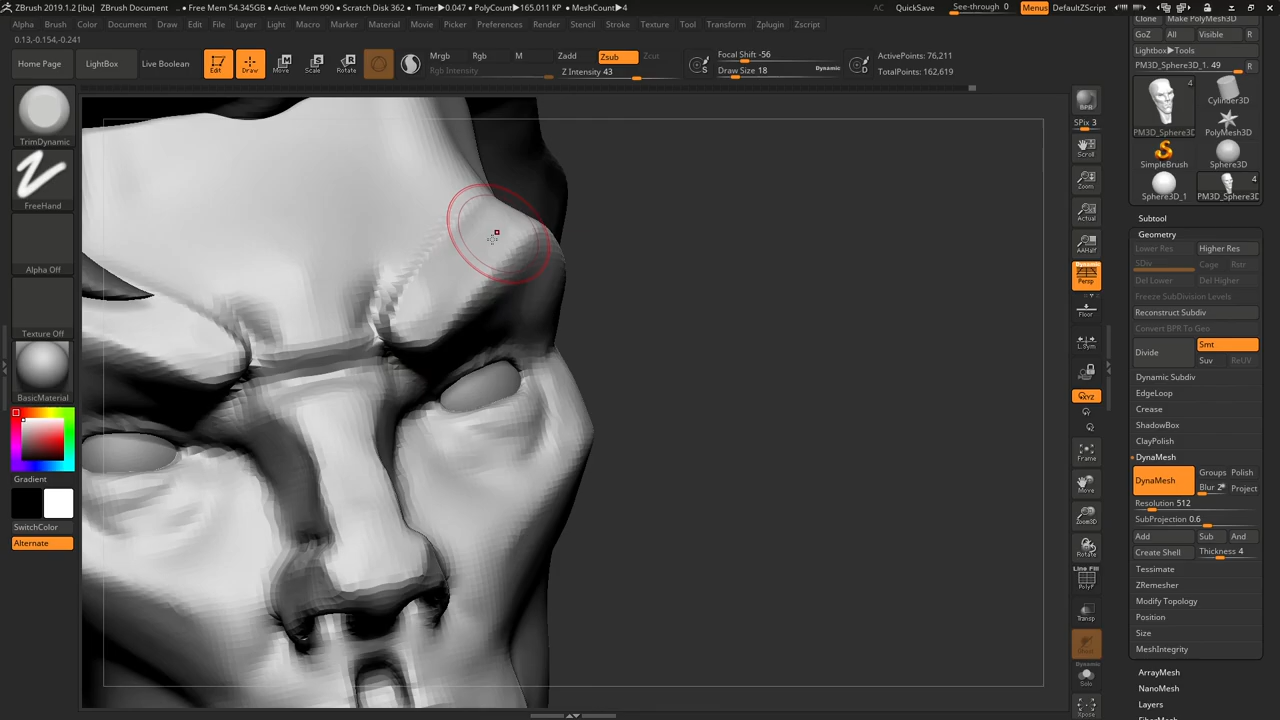 ZBrush 2019.1.2 [ibu] ZBrush Document .. • Free Mem 54.345GB • Active Mem 990 • Scratch Disk 362 • Timer▶0.047 • PolyCount▶165.011 KP • MeshCount▶4 AC QuickSave See-through 0 Menus DefaultZScript
Alpha Brush Color Document Draw Edit File Layer Light Macro Marker Material Movie Picker Preferences Render Stencil Stroke Texture Tool Transform Zplugin Zscript
0.13,-0.154,-0.241
Home Page LightBox Live Boolean Edit Draw Move Scale Rotate
Mrgb Rgb M Zadd Zsub Zcut
Rgb Intensity Z Intensity 43
S Focal Shift -56
Draw Size 18 Dynamic D
ActivePoints: 76,211
TotalPoints: 162,619
TrimDynamic
FreeHand
Alpha Off
Texture Off
BasicMaterial
Gradient
SwitchColor
Alternate
BPR
SPix 3
Scroll
Zoom
Actual
AAHalf
Dynamic
Persp
Floor
L.Sym
XYZ
Frame
Move
Zoom3D
Rotate
Line Fill
PolyF
Transp
Ghost
Dynamic
Solo
Xpose
Clone Make PolyMesh3D
GoZ All Visible R
Lightbox▶Tools
PM3D_Sphere3D_1. 49 R
4
PM3D_Sphere3D
Cylinder3D
PolyMesh3D
SimpleBrush Sphere3D
4
Sphere3D_1 PM3D_Sphere3D
Subtool
Geometry
Lower Res Higher Res
SDiv Cage Rstr
Del Lower Del Higher
Freeze SubDivision Levels
Reconstruct Subdiv
Convert BPR To Geo
Divide Smt
Suv ReUV
Dynamic Subdiv
EdgeLoop
Crease
ShadowBox
ClayPolish
DynaMesh
DynaMesh Groups Polish
Blur 2 Project
Resolution 512
SubProjection 0.6
Add Sub And
Create Shell Thickness 4
Tessimate
ZRemesher
Modify Topology
Position
Size
MeshIntegrity
ArrayMesh
NanoMesh
Layers
FiberMesh